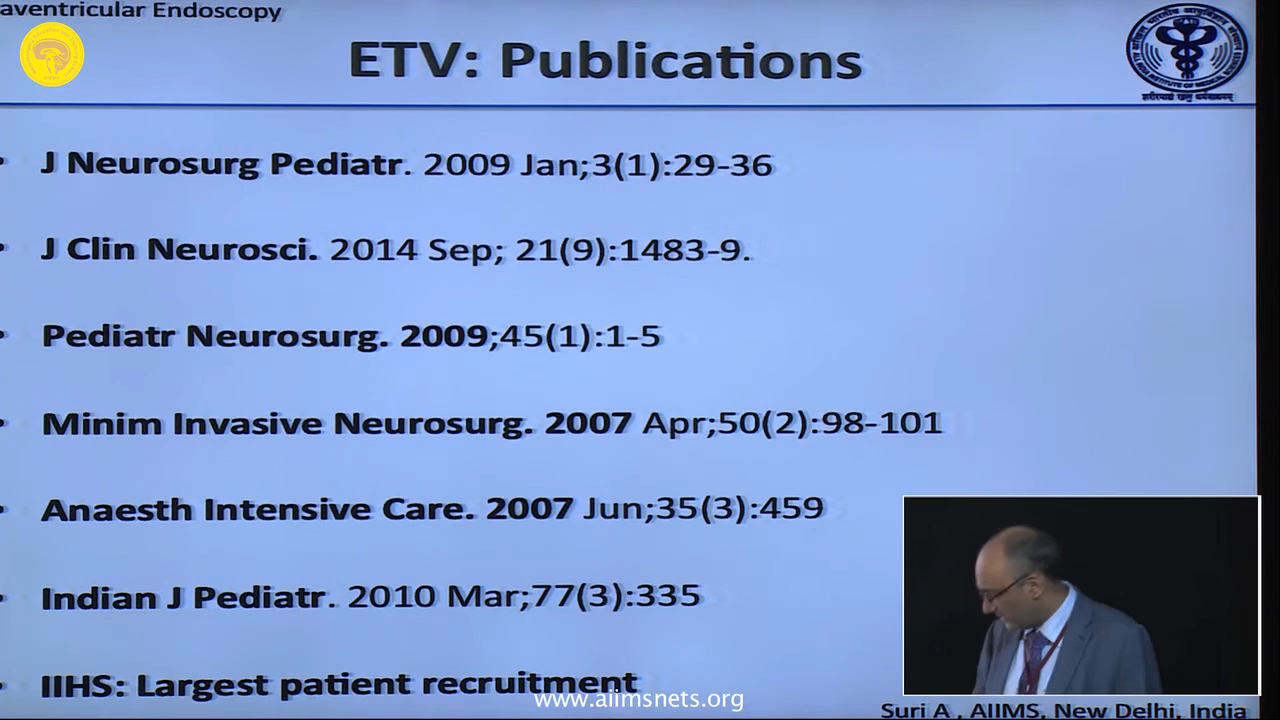 aventricular Endoscopy
ETV: Publications
J Neurosurg Pediatr. 2009 Jan;3(1):29-36
J Clin Neurosci. 2014 Sep; 21(9):1483-9.
Pediatr Neurosurg. 2009;45(1):1-5
Minim Invasive Neurosurg. 2007 Apr;50(2):98-101
Anaesth Intensive Care. 2007 Jun;35(3):459
Indian J Pediatr. 2010 Mar;77(3):335
IIHS: Largest patient recruitment
www.aiimsnets.org
Suri A , AIIMS, New Delhi, India